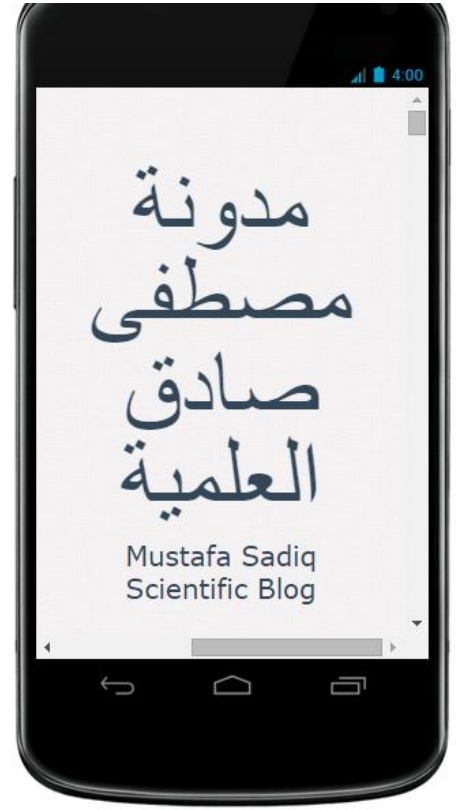 4:00
مدونة
مصطفى
صادق
العلمية
Mustafa Sadiq
Scientific Blog